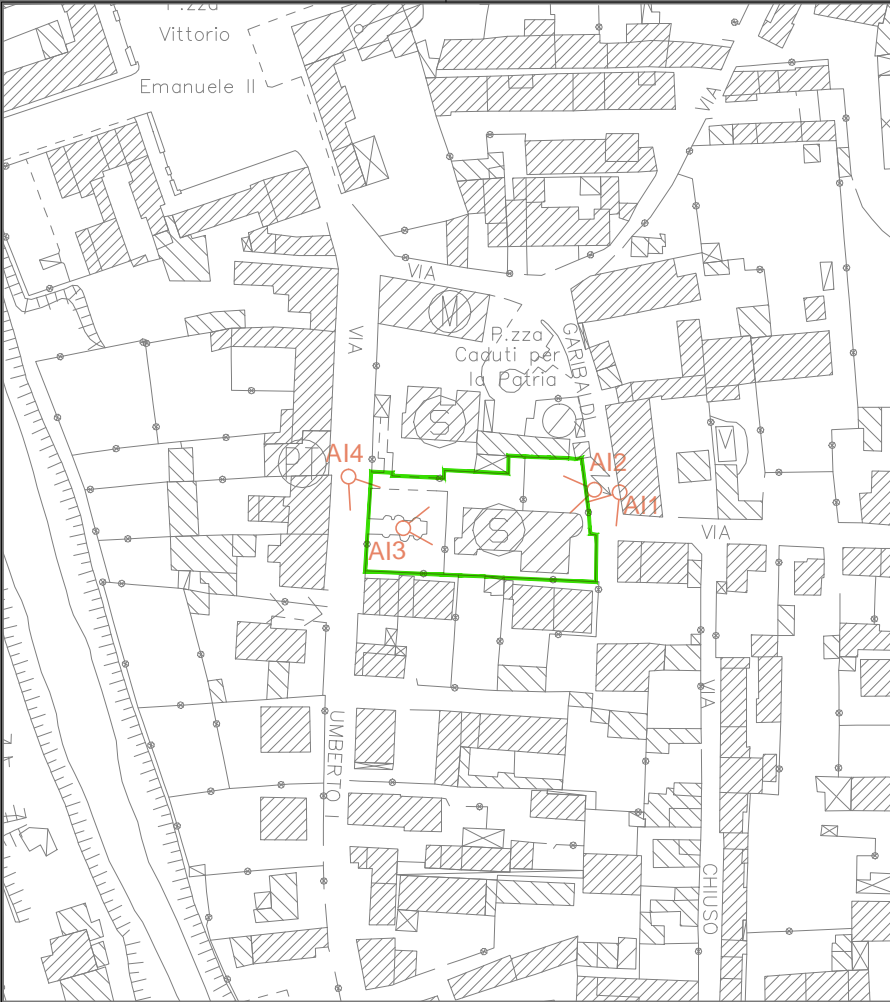 P.zza
Vittorio
Emanuele II
VIA
VIA
M
VIA
P.zza
Caduti per
la Patria
GARIBALDI
S
V
AI4
AI2
AI1
S
AI3
VIA
VIA
UMBERTO I
CHIUSO